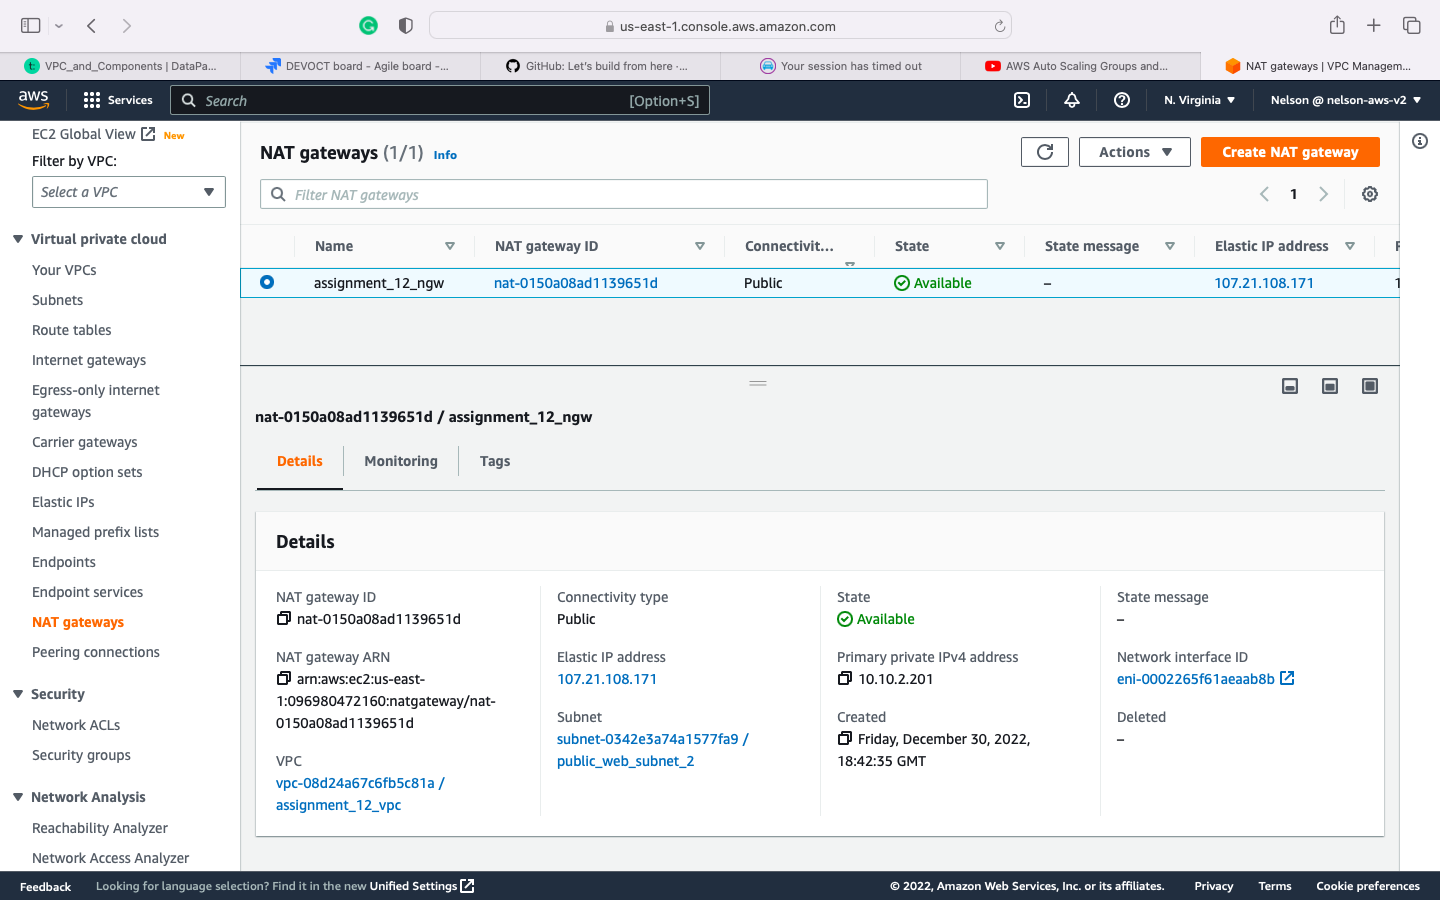 us-east-1.console.aws.amazon.com
VPC_and_Components | DataPa...
DEVOCT board - Agile board -...
GitHub: Let's build from here ·...
Your session has timed out
AWS Auto Scaling Groups and...
NAT gateways | VPC Managem...
aws
Services
Search
[Option+S]
N. Virginia
Nelson @ nelson-aws-v2
EC2 Global View
New
Filter by VPC:
Select a VPC
Virtual private cloud
Your VPCs
Subnets
Route tables
Internet gateways
Egress-only internet
gateways
Carrier gateways
DHCP option sets
Elastic IPs
Managed prefix lists
Endpoints
Endpoint services
NAT gateways
Peering connections
Security
Network ACLs
Security groups
Network Analysis
Reachability Analyzer
Network Access Analyzer
NAT gateways (1/1) Info
Actions
Create NAT gateway
Filter NAT gateways
1
Name
NAT gateway ID
Connectivit...
State
State message
Elastic IP address
assignment_12_ngw
nat-0150a08ad1139651d
Public
Available
–
107.21.108.171
nat-0150a08ad1139651d / assignment_12_ngw
Details
Monitoring
Tags
Details
NAT gateway ID
nat-0150a08ad1139651d
NAT gateway ARN
arn:aws:ec2:us-east-
1:096980472160:natgateway/nat-
0150a08ad1139651d
VPC
vpc-08d24a67c6fb5c81a /
assignment_12_vpc
Connectivity type
Public
Elastic IP address
107.21.108.171
Subnet
subnet-0342e3a74a1577fa9 /
public_web_subnet_2
State
Available
Primary private IPv4 address
10.10.2.201
Created
Friday, December 30, 2022,
18:42:35 GMT
State message
–
Network interface ID
eni-0002265f61aeaab8b
Deleted
–
Feedback
Looking for language selection? Find it in the new Unified Settings
© 2022, Amazon Web Services, Inc. or its affiliates.
Privacy
Terms
Cookie preferences